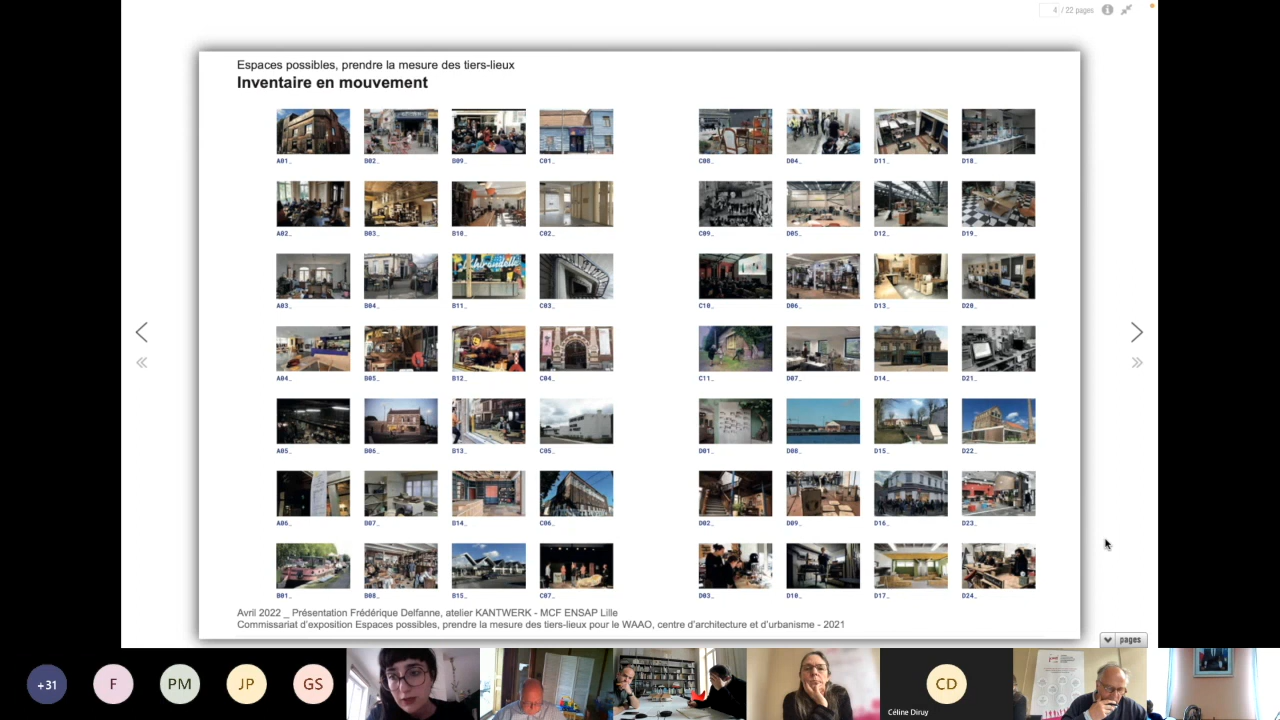 4 / 22 pages
Espaces possibles, prendre la mesure des tiers-lieux
Inventaire en mouvement
A01_ B02_ B09_ C01_ C08_ D04_ D11_ D18_
A02_ B03_ B10_ C02_ C09_ D05_ D12_ D19_
l'hirondelle
A03_ B04_ B11_ C03_ C10_ D06_ D13_ D20_
A04_ B05_ B12_ C04_ C11_ D07_ D14_ D21_
A05_ B06_ B13_ C05_ D01_ D08_ D15_ D22_
A06_ B07_ B14_ C06_ D02_ D09_ D16_ D23_
B01_ B08_ B15_ C07_ D03_ D10_ D17_ D24_
Avril 2022 _ Présentation Frédérique Delfanne, atelier KANTWERK - MCF ENSAP Lille
Commissariat d'exposition Espaces possibles, prendre la mesure des tiers-lieux pour le WAAO, centre d'architecture et d'urbanisme - 2021
pages
+31 F PM JP GS CD
Céline Diruy